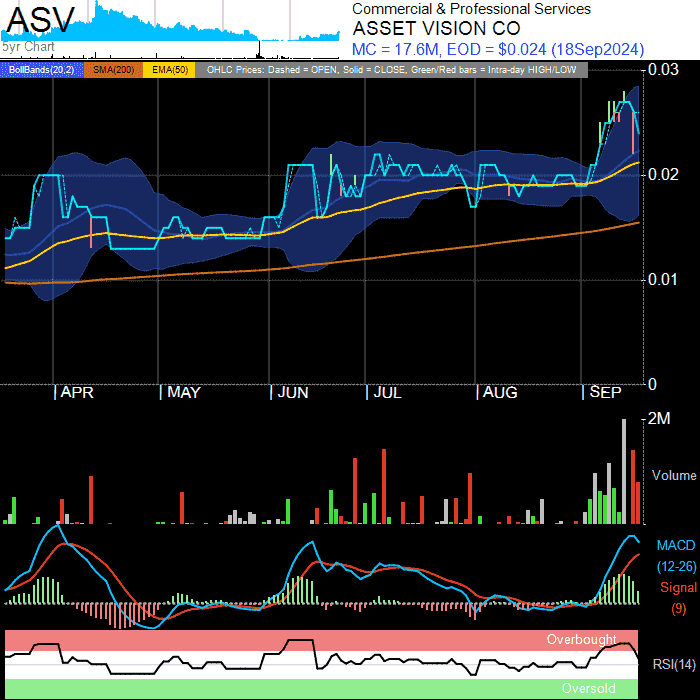 ASV
5yr Chart
Commercial & Professional Services
ASSET VISION CO
MC = 17.6M, EOD = $0.024 (18Sep2024)
BollBands(20,2) SMA(200) EMA(50) OHLC Prices: Dashed = OPEN, Solid = CLOSE, Green/Red bars = Intra-day HIGH/LOW
0.03
0.02
0.01
0
APR MAY JUN JUL AUG SEP
2M
Volume
MACD
(12-26)
Signal
(9)
Overbought
RSI(14)
Oversold